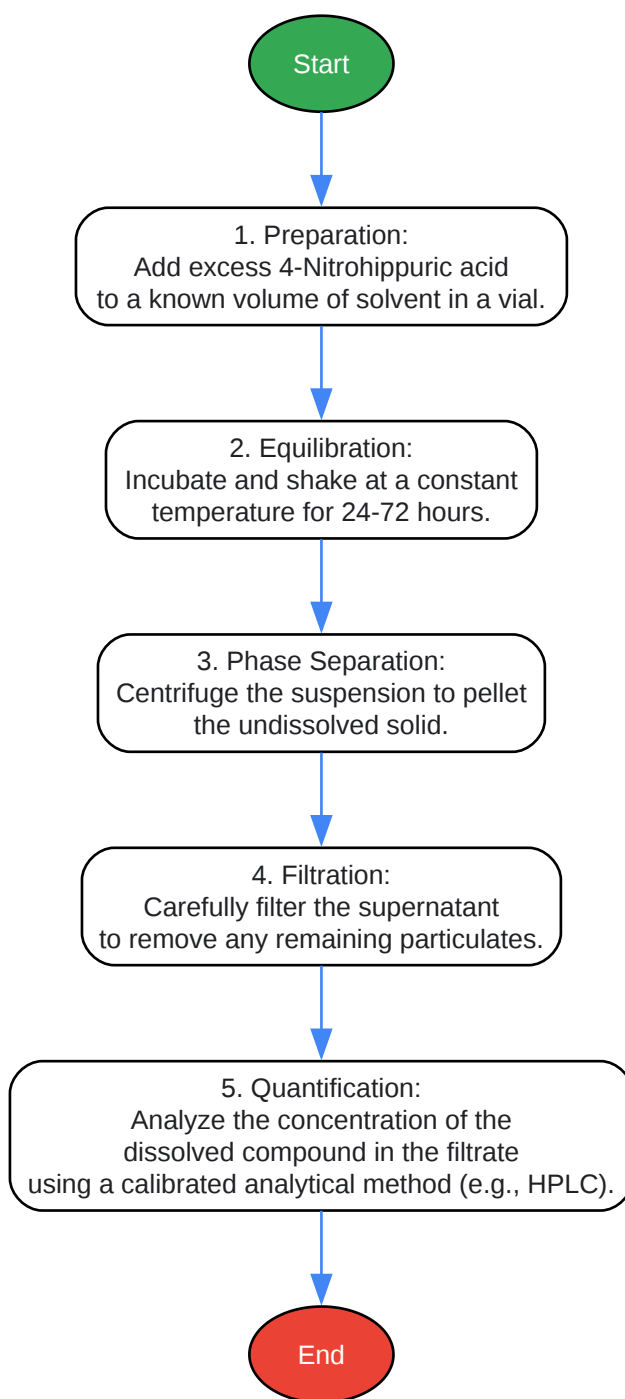 Start
1. Preparation:
Add excess 4-Nitrohippuric acid
to a known volume of solvent in a vial.
2. Equilibration:
Incubate and shake at a constant
temperature for 24-72 hours.
3. Phase Separation:
Centrifuge the suspension to pellet
the undissolved solid.
4. Filtration:
Carefully filter the supernatant
to remove any remaining particulates.
5. Quantification:
Analyze the concentration of the
dissolved compound in the filtrate
using a calibrated analytical method (e.g., HPLC).
End